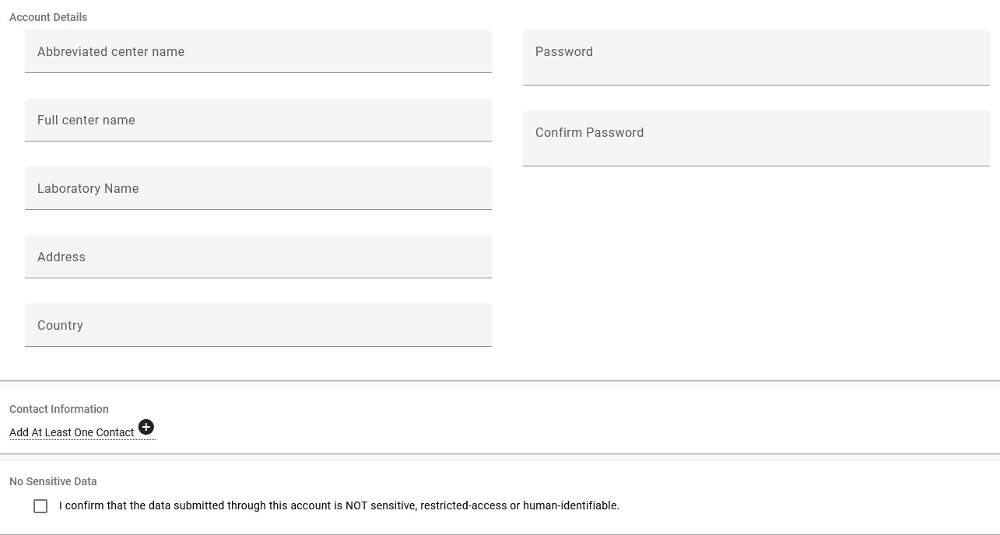 Account Details
Abbreviated center name
Full center name
Laboratory Name
Address
Country
Password
Confirm Password
Contact Information
Add At Least One Contact
No Sensitive Data
I confirm that the data submitted through this account is NOT sensitive, restricted-access or human-identifiable.